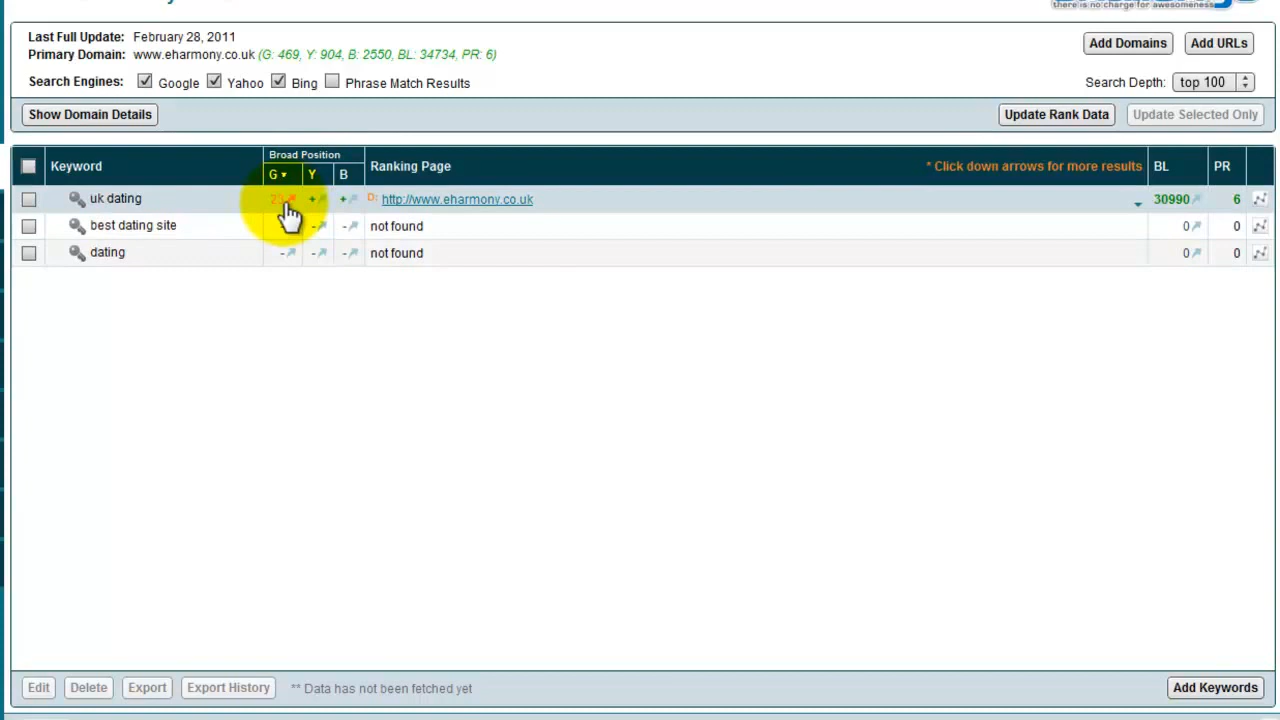 there is no charge for awesomeness
Last Full Update: February 28, 2011
Primary Domain: www.eharmony.co.uk (G: 469, Y: 904, B: 2550, BL: 34734, PR: 6)
Add Domains Add URLs
Search Engines: Google Yahoo Bing Phrase Match Results
Search Depth: top 100
Show Domain Details
Update Rank Data Update Selected Only
Keyword
Broad Position
G Y B
Ranking Page
* Click down arrows for more results
BL PR
uk dating + + D: http://www.eharmony.co.uk 30990 6
best dating site - - - not found 0 0
dating - - - not found 0 0
Edit Delete Export Export History ** Data has not been fetched yet Add Keywords